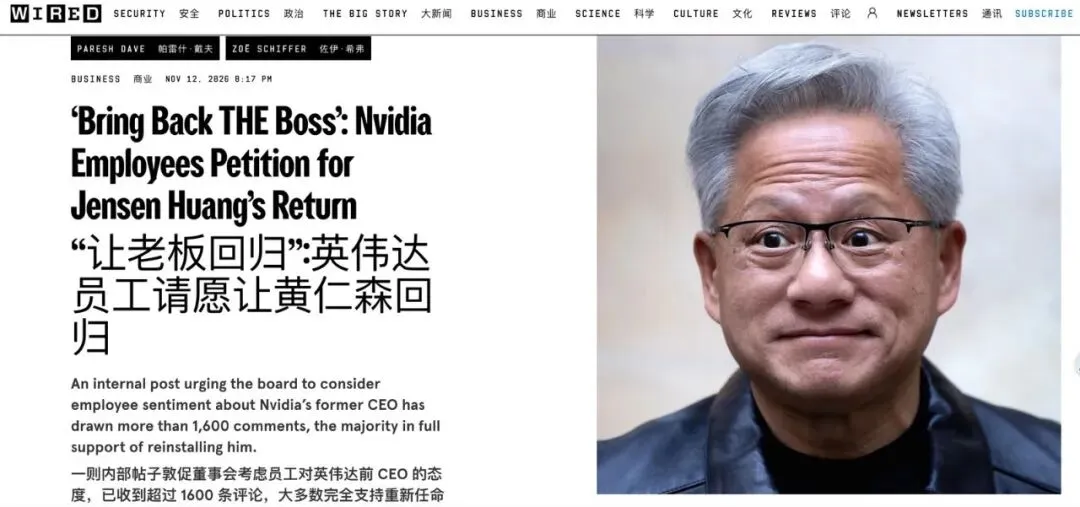 WIRED SECURITY 安全 POLITICS 政治 THE BIG STORY 大新闻 BUSINESS 商业 SCIENCE 科学 CULTURE 文化 REVIEWS 评论 NEWSLETTERS 通讯 SUBSCRIBE
PARESH DAVE 帕雷什·戴夫 ZOË SCHIFFER 佐伊·希弗
BUSINESS 商业 NOV 12, 2026 8:17 PM
‘Bring Back THE Boss’: Nvidia
Employees Petition for
Jensen Huang’s Return
“让老板回归”:英伟达
员工请愿让黄仁森回
归
An internal post urging the board to consider
employee sentiment about Nvidia’s former CEO has
drawn more than 1,600 comments, the majority in full
support of reinstalling him.
一则内部帖子敦促董事会考虑员工对英伟达前 CEO 的态
度，已收到超过 1600 条评论，大多数完全支持重新任命